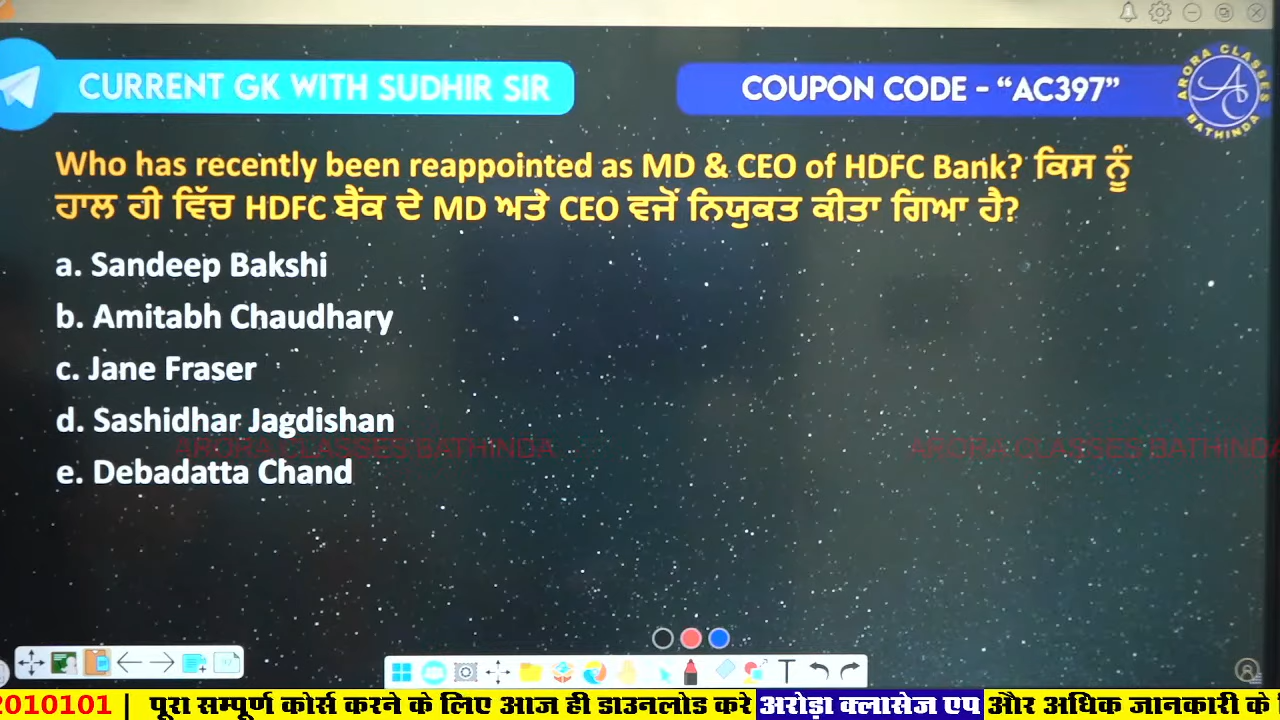 CURRENT GK WITH SUDHIR SIR
COUPON CODE - “AC397”
ARORA CLASSES BATHINDA
Who has recently been reappointed as MD & CEO of HDFC Bank? ਕਿਸ ਨੂੰ
ਹਾਲ ਹੀ ਵਿੱਚ HDFC ਬੈਂਕ ਦੇ MD ਅਤੇ CEO ਵਜੋਂ ਨਿਯੁਕਤ ਕੀਤਾ ਗਿਆ ਹੈ?
a. Sandeep Bakshi
b. Amitabh Chaudhary
c. Jane Fraser
d. Sashidhar Jagdishan
ARORA CLASSES BATHINDA
ARORA CLASSES BATHINDA
e. Debadatta Chand
2010101 | पूरा सम्पूर्ण कोर्स करने के लिए आज ही डाउनलोड करे अरोड़ा क्लासेज एप और अधिक जानकारी के